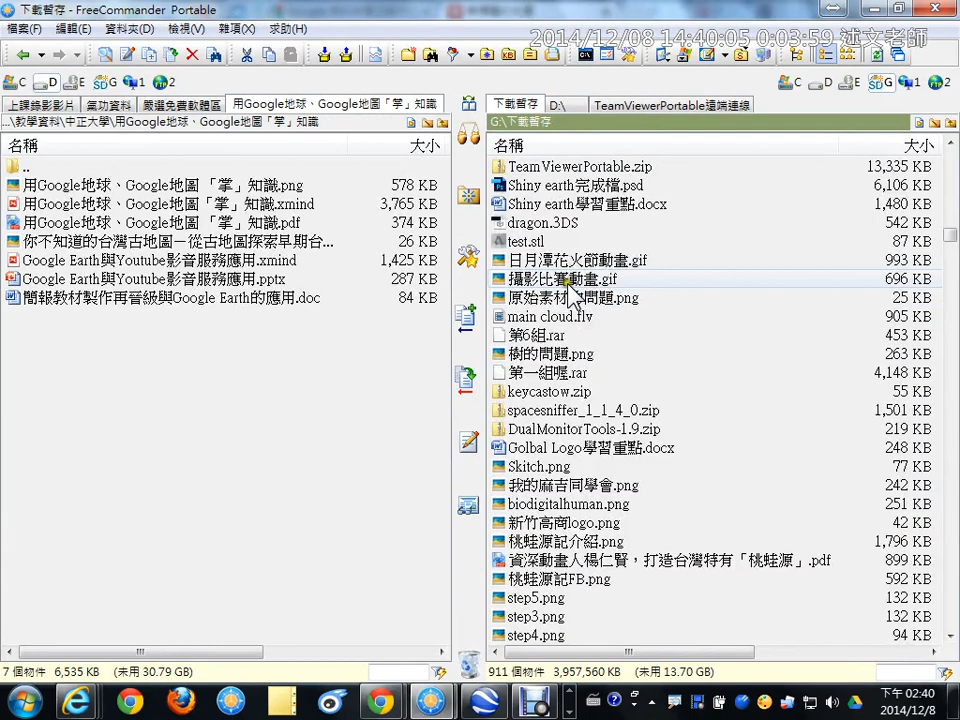 下載暫存 - FreeCommander Portable
檔案(F) 編輯(E) 資料夾(D) 檢視(V) 雜項(X) 求助(H)
2014/12/08 14:40:05 0:03:59 述文老師
C D E G 1 2
C D E G 1 2
上課錄影影片 氣功資料 嚴選免費軟體區 用Google地球、Google地圖「掌」知識
下載暫存 D:\ TeamViewerPortable遠端連線
...\教學資料\中正大學\用Google地球、Google地圖「掌」知識
G:\下載暫存
名稱 大小
..
用Google地球、Google地圖「掌」知識.png 578 KB
用Google地球、Google地圖「掌」知識.xmind 3,765 KB
用Google地球、Google地圖「掌」知識.pdf 374 KB
你不知道的台灣古地圖－從古地圖探索早期台... 26 KB
Google Earth與Youtube影音服務應用.xmind 1,425 KB
Google Earth與Youtube影音服務應用.pptx 287 KB
簡報教材製作再晉級與Google Earth的應用.doc 84 KB
名稱 大小
TeamViewerPortable.zip 13,335 KB
Shiny earth完成檔.psd 6,106 KB
Shiny earth學習重點.docx 1,480 KB
dragon.3DS 542 KB
test.stl 87 KB
日月潭花火節動畫.gif 993 KB
攝影比賽動畫.gif 696 KB
原始素材 問題.png 25 KB
main cloud.flv 905 KB
第6組.rar 453 KB
樹的問題.png 263 KB
第一組喔.rar 4,148 KB
keycastow.zip 55 KB
spacesniffer_1_1_4_0.zip 1,501 KB
DualMonitorTools-1.9.zip 219 KB
Golbal Logo學習重點.docx 248 KB
Skitch.png 77 KB
我的麻吉同學會.png 242 KB
biodigitalhuman.png 251 KB
新竹高商logo.png 42 KB
桃蛙源記介紹.png 1,796 KB
資深動畫人楊仁賢，打造台灣特有「桃蛙源」.pdf 899 KB
桃蛙源記FB.png 592 KB
step5.png 132 KB
step3.png 132 KB
step4.png 94 KB
7 個物件 6,535 KB (未用 30.79 GB)
911 個物件 3,957,560 KB (未用 13.70 GB)
下午 02:40
2014/12/8